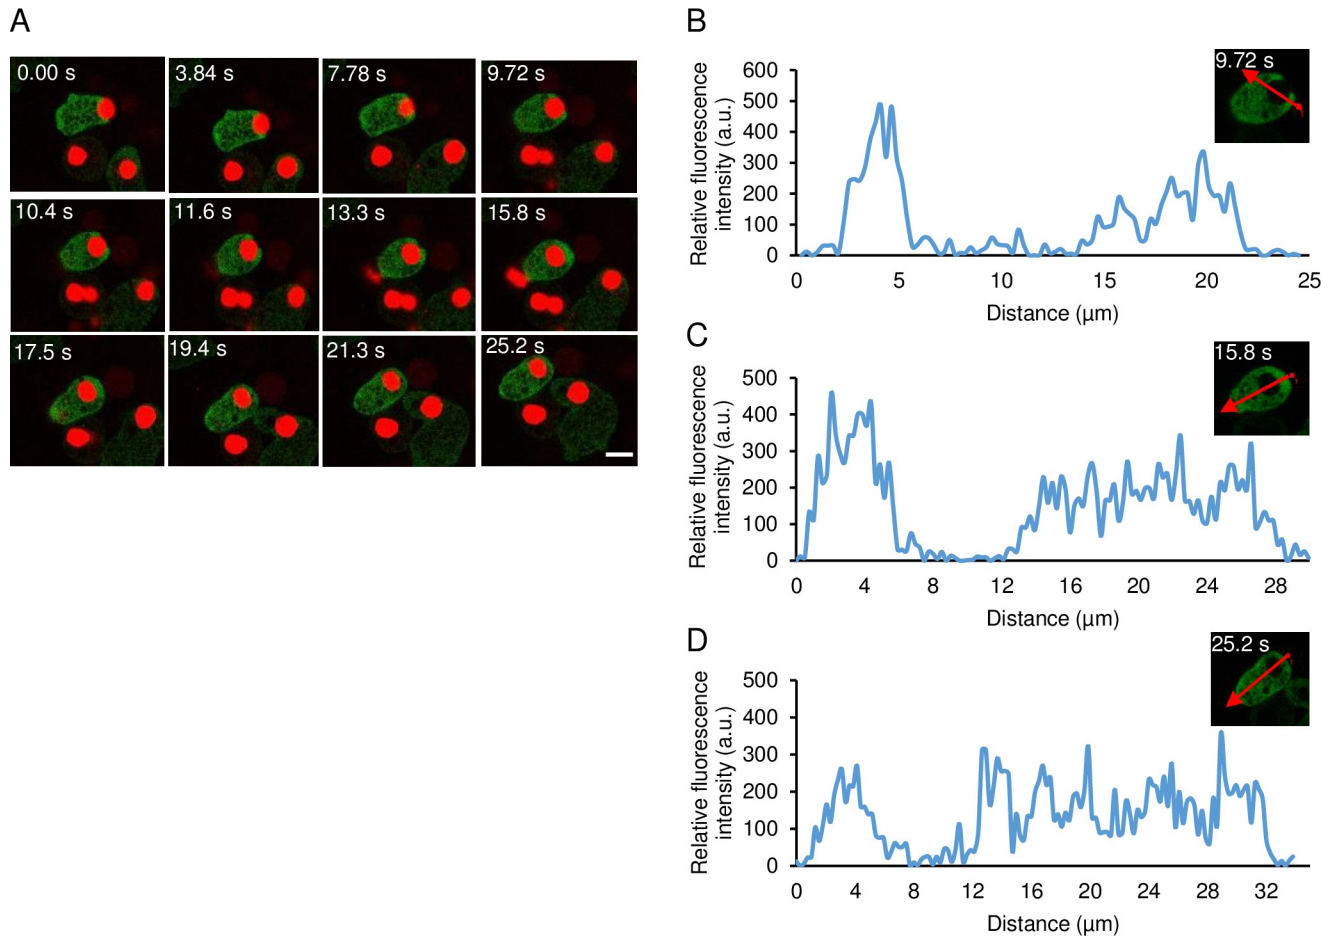 A
0.00 s
3.84 s
7.78 s
9.72 s
10.4 s
11.6 s
13.3 s
15.8 s
17.5 s
19.4 s
21.3 s
25.2 s
B
9.72 s
Relative fluorescence
intensity (a.u.)
600
500
400
300
200
100
0
0 5 10 15 20 25
Distance (µm)
C
15.8 s
Relative fluorescence
intensity (a.u.)
500
400
300
200
100
0
0 4 8 12 16 20 24 28
Distance (µm)
D
25.2 s
Relative fluorescence
intensity (a.u.)
500
400
300
200
100
0
0 4 8 12 16 20 24 28 32
Distance (µm)